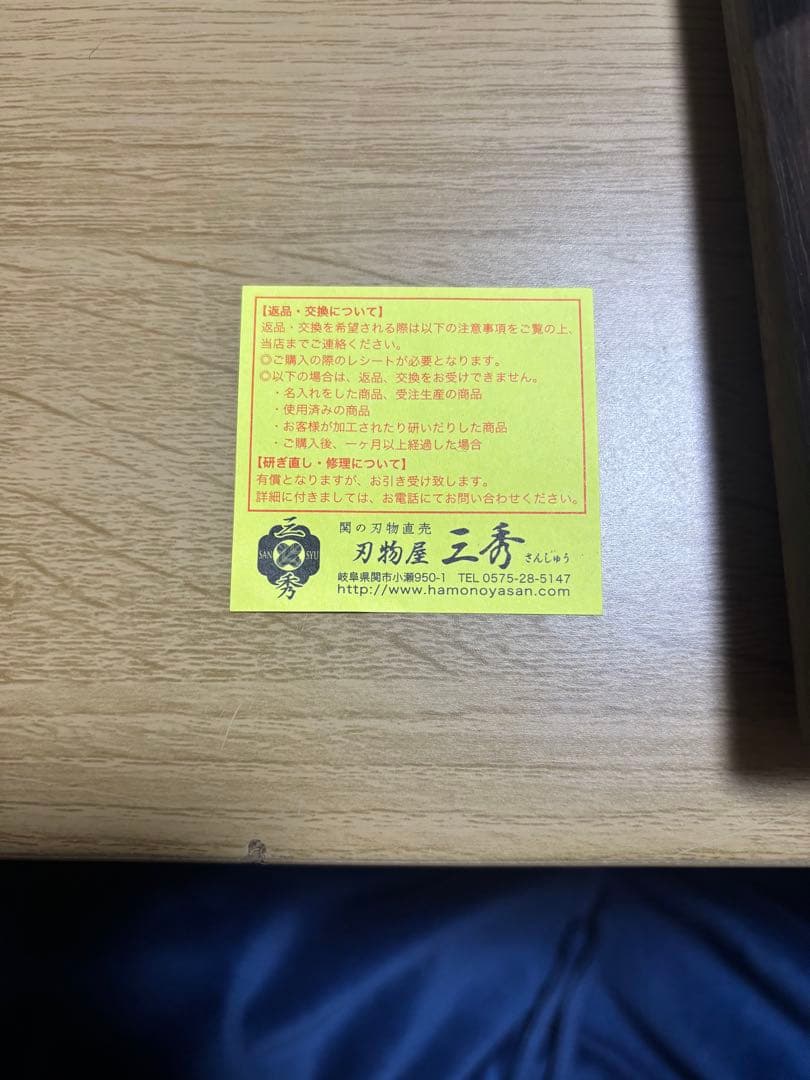 【返品・交換について】
返品・交換を希望される際は以下の注意事項をご覧の上、
当店までご連絡ください。
◎ご購入の際のレシートが必要となります。
◎以下の場合は、返品、交換をお受けできません。
・名入れをした商品、受注生産の商品
・使用済みの商品
・お客様が加工されたり研いだりした商品
・ご購入後、一ヶ月以上経過した場合
【研ぎ直し・修理について】
有償となりますが、お引き受け致します。
詳細に付きましては、お電話にてお問い合わせください。
三
SAN SYU
秀
関の刃物直売
刃物屋 三秀 さんしゅう
岐阜県関市小瀬950-1 TEL 0575-28-5147
http://www.hamonoyasan.com